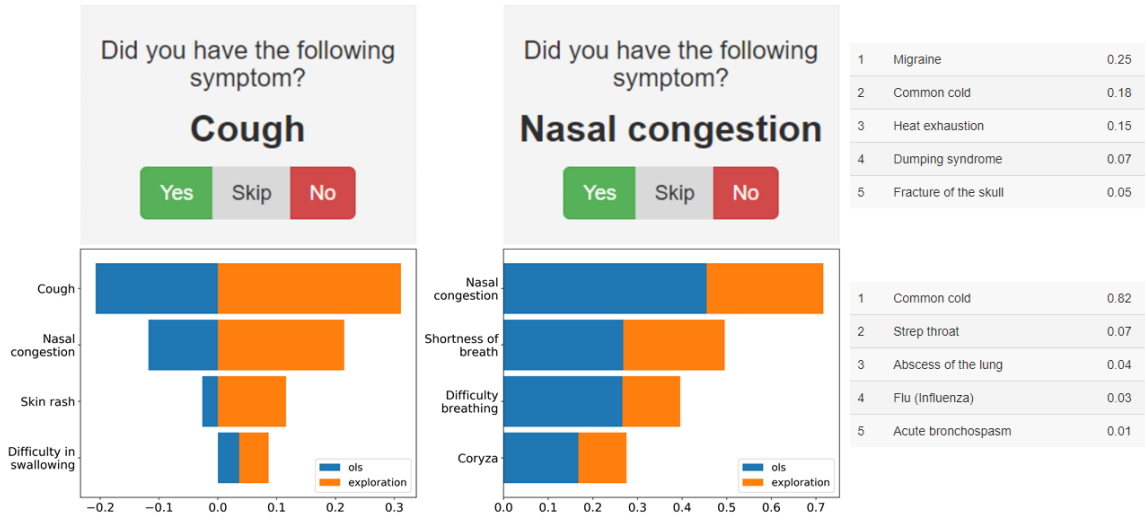 Did you have the following
symptom?
Cough
Yes Skip No
Did you have the following
symptom?
Nasal congestion
Yes Skip No
1 Migraine 0.25
2 Common cold 0.18
3 Heat exhaustion 0.15
4 Dumping syndrome 0.07
5 Fracture of the skull 0.05
Cough
Nasal
congestion
Skin rash
Difficulty in
swallowing
ols
exploration
−0.2 −0.1 0.0 0.1 0.2 0.3
Nasal
congestion
Shortness of
breath
Difficulty
breathing
Coryza
ols
exploration
0.0 0.1 0.2 0.3 0.4 0.5 0.6 0.7
1 Common cold 0.82
2 Strep throat 0.07
3 Abscess of the lung 0.04
4 Flu (Influenza) 0.03
5 Acute bronchospasm 0.01